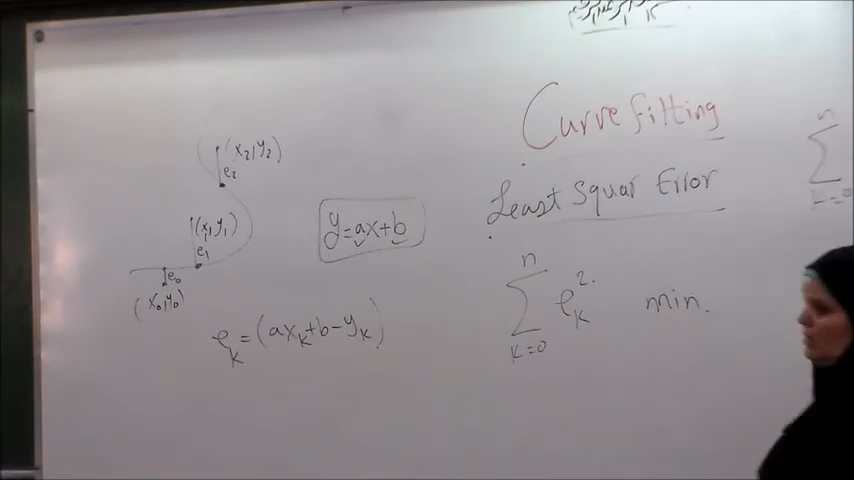 Curve fitting
Least Squar Error
(x₂,y₂)
e₂
(x₁,y₁)
e₁
e₀
(x₀,y₀)
y=ax+b
eₖ=(axₖ+b-yₖ)
n
∑ eₖ² min.
k=0
n
∑
k=0